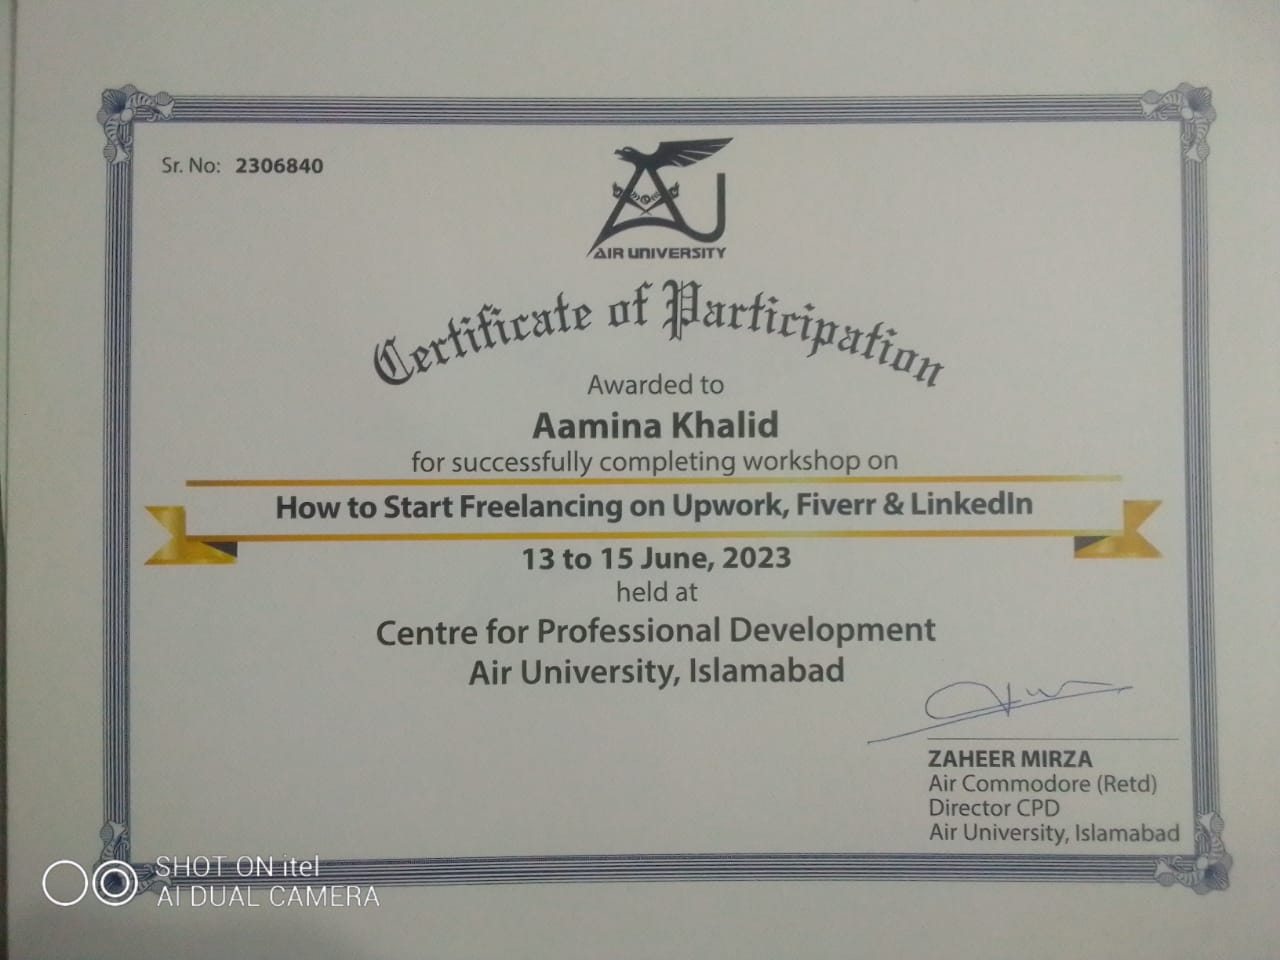 Sr. No: 2306840
AIR UNIVERSITY
Certificate of Participation
Awarded to
Aamina Khalid
for successfully completing workshop on
How to Start Freelancing on Upwork, Fiverr & LinkedIn
13 to 15 June, 2023
held at
Centre for Professional Development
Air University, Islamabad
ZAHEER MIRZA
Air Commodore (Retd)
Director CPD
Air University, Islamabad
SHOT ON itel
AI DUAL CAMERA